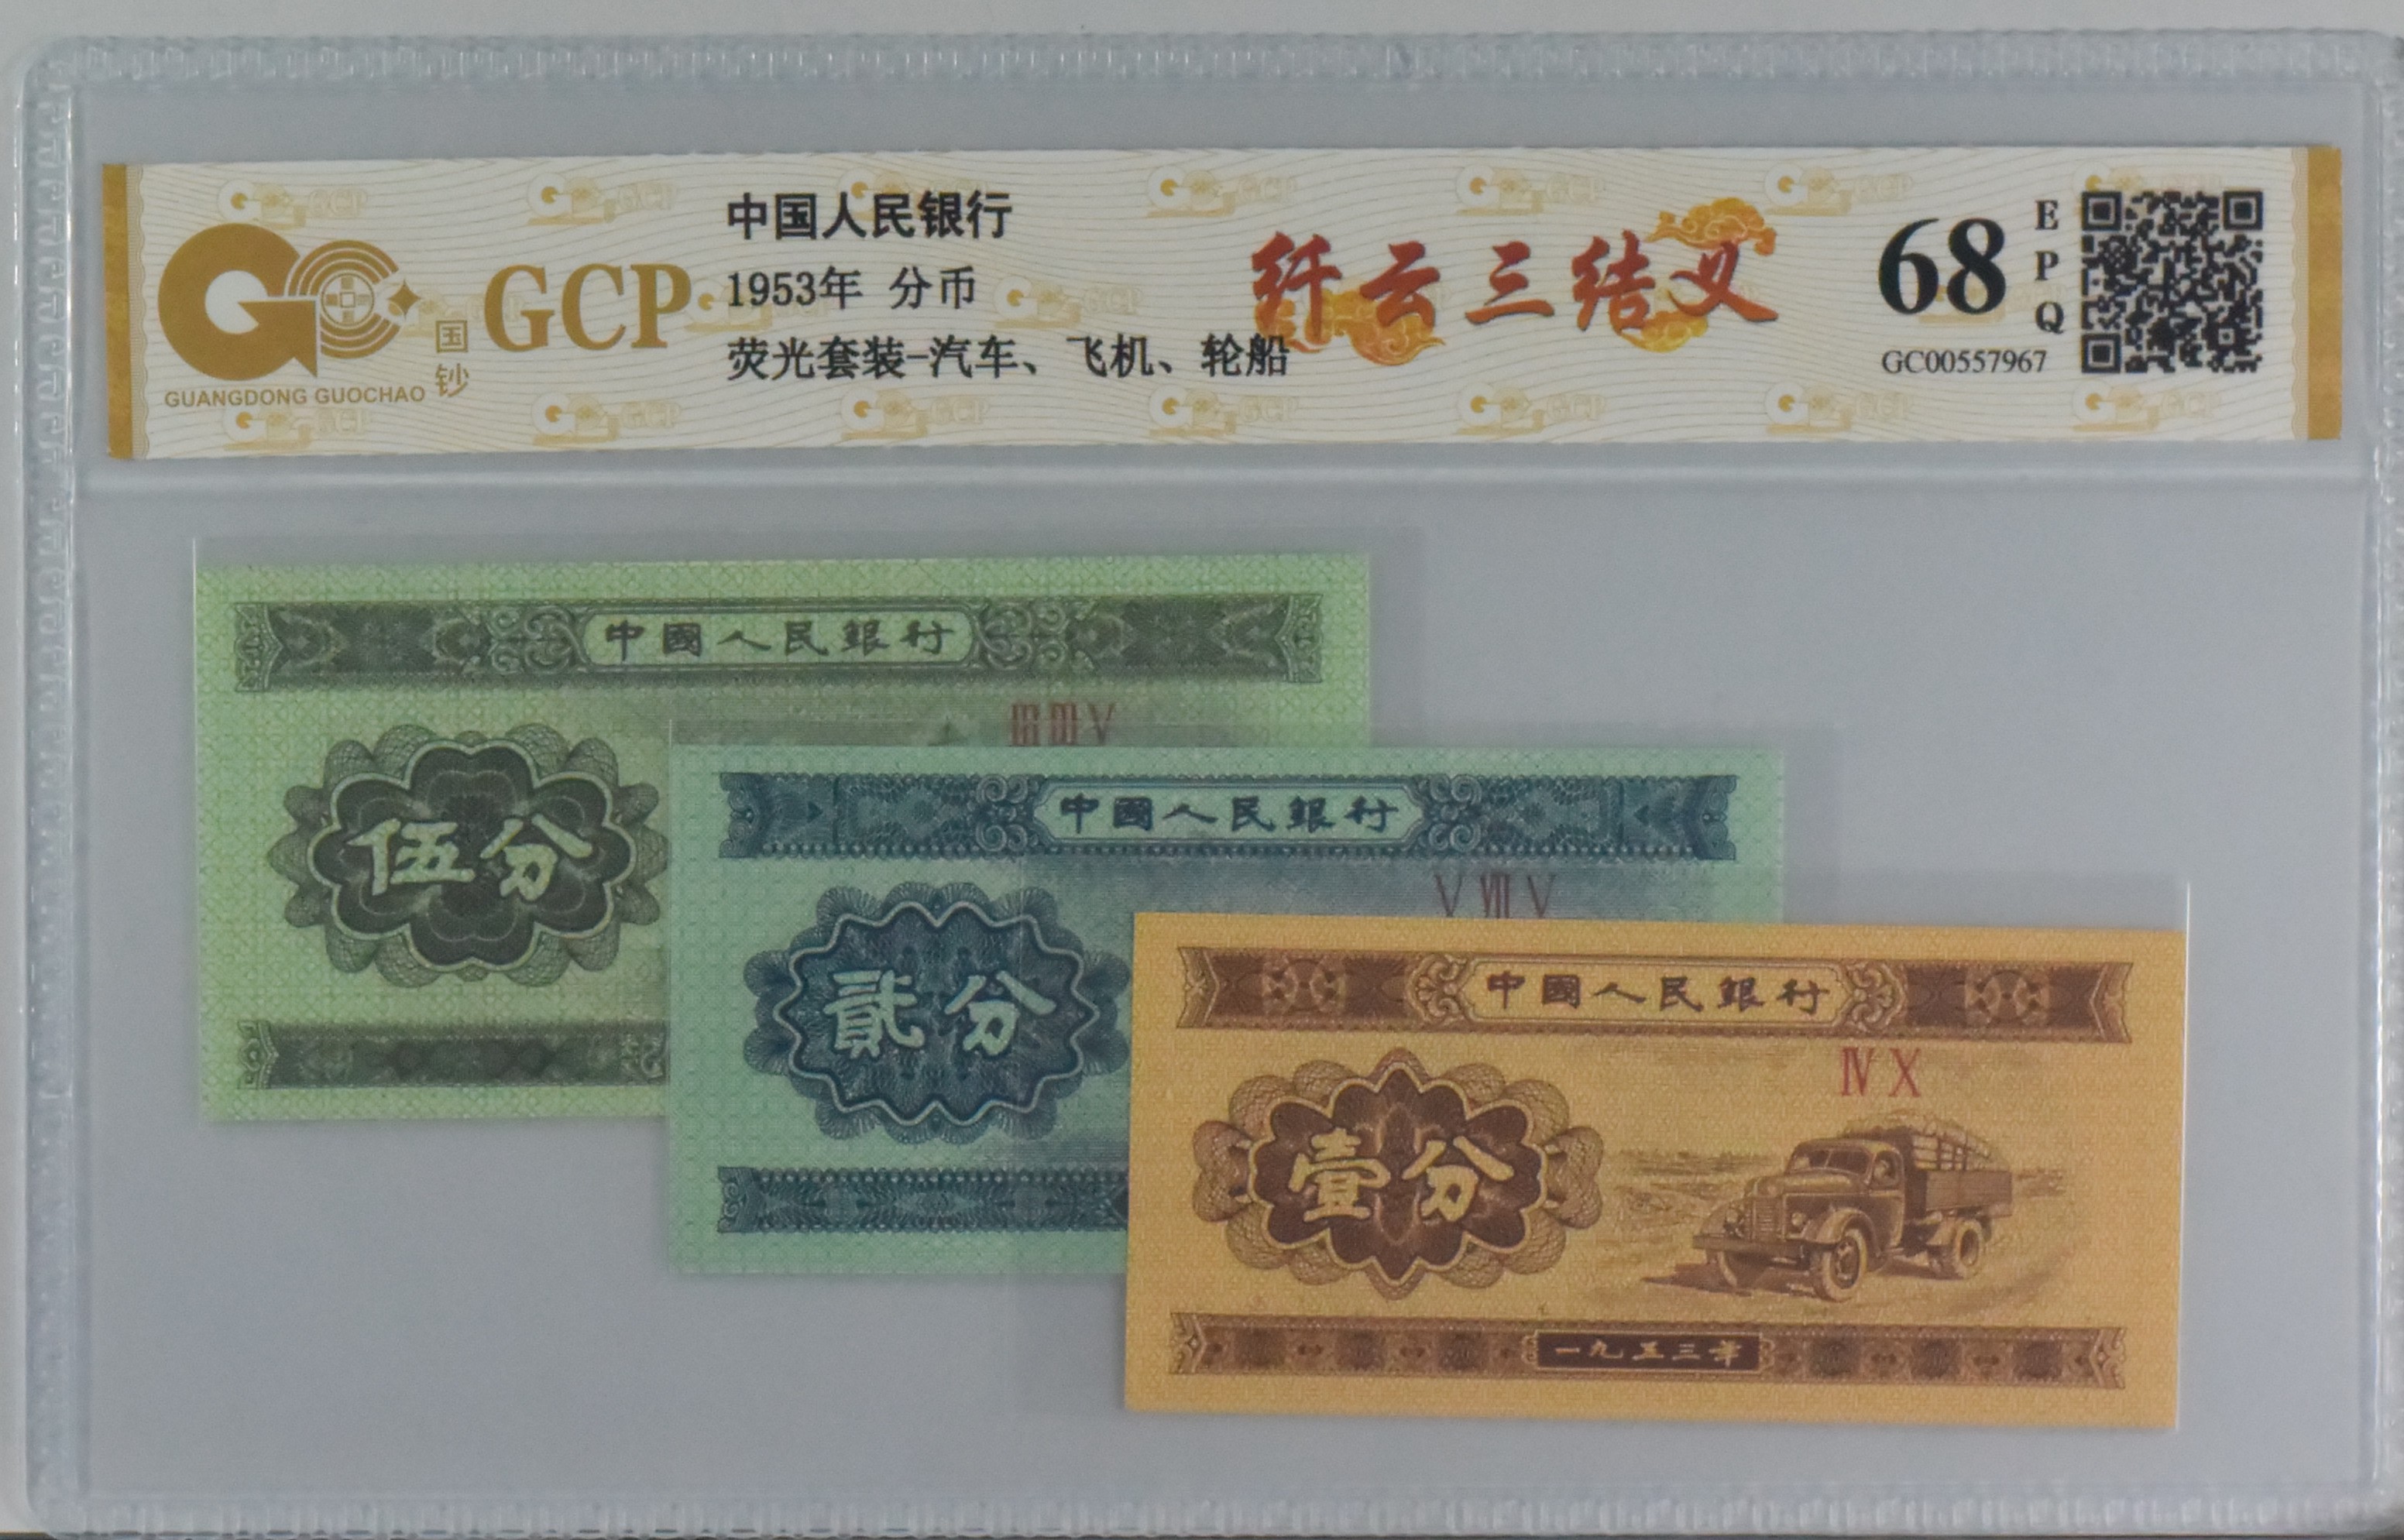 中国人民银行
1953年 分币
荧光套装-汽车、飞机、轮船
GCP
国钞
GUANGDONG GUOCHAO
纤云三结义
68
EPQ
GC00557967
中國人民銀行
ⅢⅢⅤ
伍分
中國人民銀行
ⅤⅧⅤ
貳分
中國人民銀行
ⅣⅩ
壹分
一九五三年